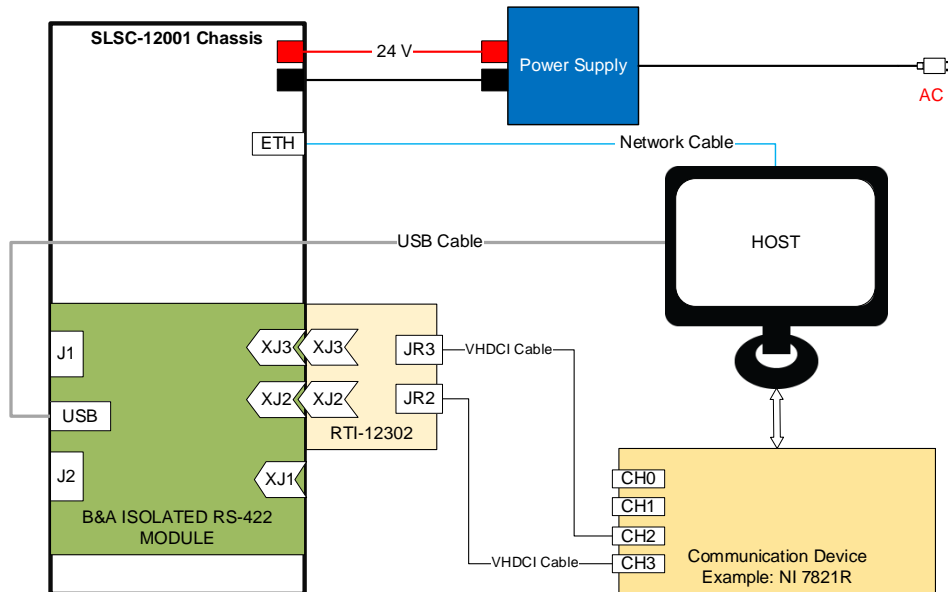 SLSC-12001 Chassis
24 V
Power Supply
AC
ETH
Network Cable
USB Cable
HOST
J1
XJ3
XJ3
JR3
VHDCI Cable
USB
XJ2
XJ2
JR2
RTI-12302
J2
XJ1
CH0
CH1
CH2
CH3
B&A ISOLATED RS-422
MODULE
VHDCI Cable
Communication Device
Example: NI 7821R